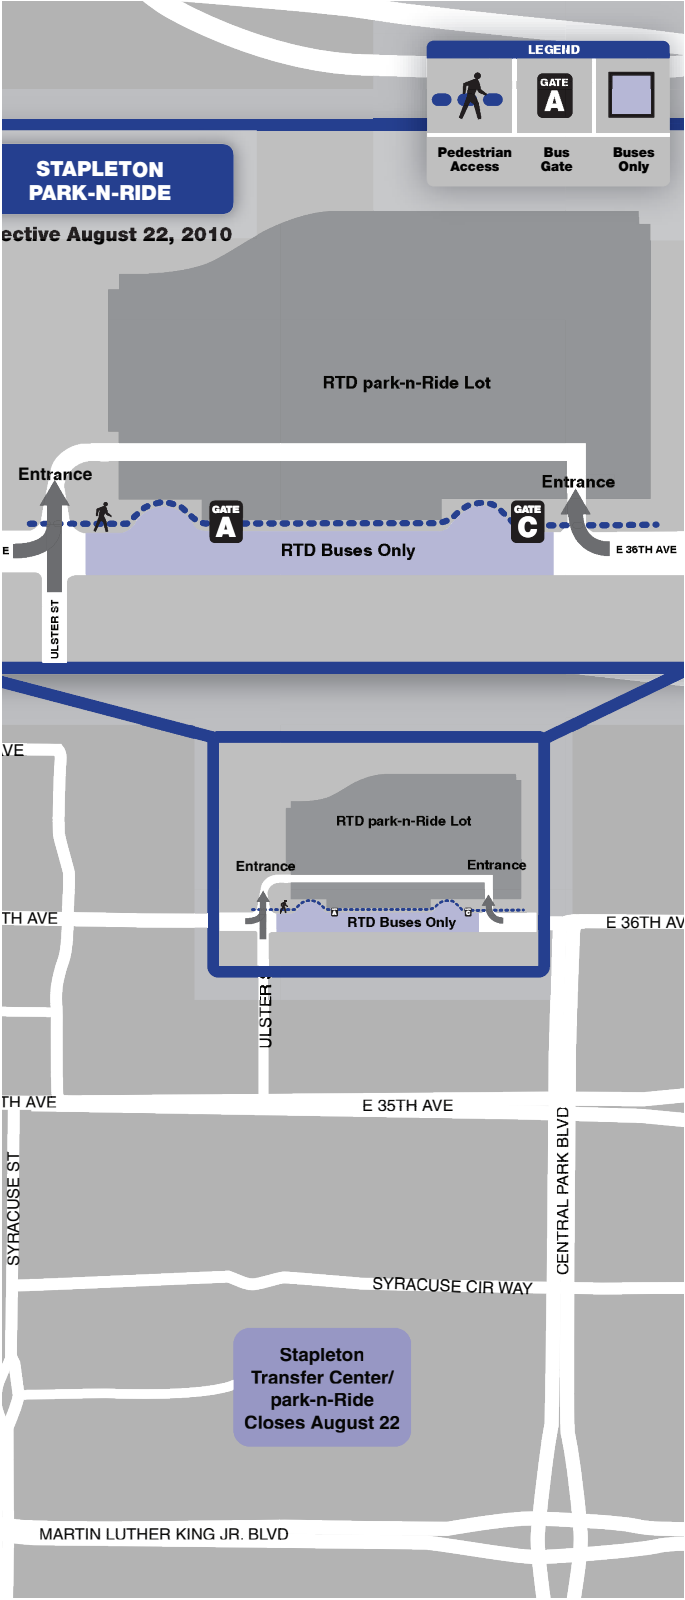 LEGEND
GATE
A
Pedestrian
Access
Bus
Gate
Buses
Only
STAPLETON
PARK-N-RIDE
ective August 22, 2010
RTD park-n-Ride Lot
Entrance
Entrance
GATE
A
GATE
C
E
RTD Buses Only
E 36TH AVE
ULSTER ST
VE
RTD park-n-Ride Lot
Entrance
Entrance
RTD Buses Only
TH AVE
E 36TH AV
ULSTER S
TH AVE
E 35TH AVE
SYRACUSE ST
CENTRAL PARK BLVD
SYRACUSE CIR WAY
Stapleton
Transfer Center/
park-n-Ride
Closes August 22
MARTIN LUTHER KING JR. BLVD